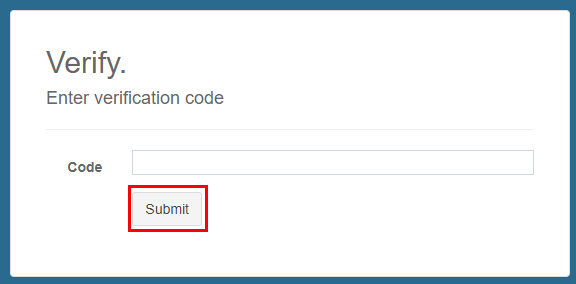 Verify.
Enter verification code
Code
Submit